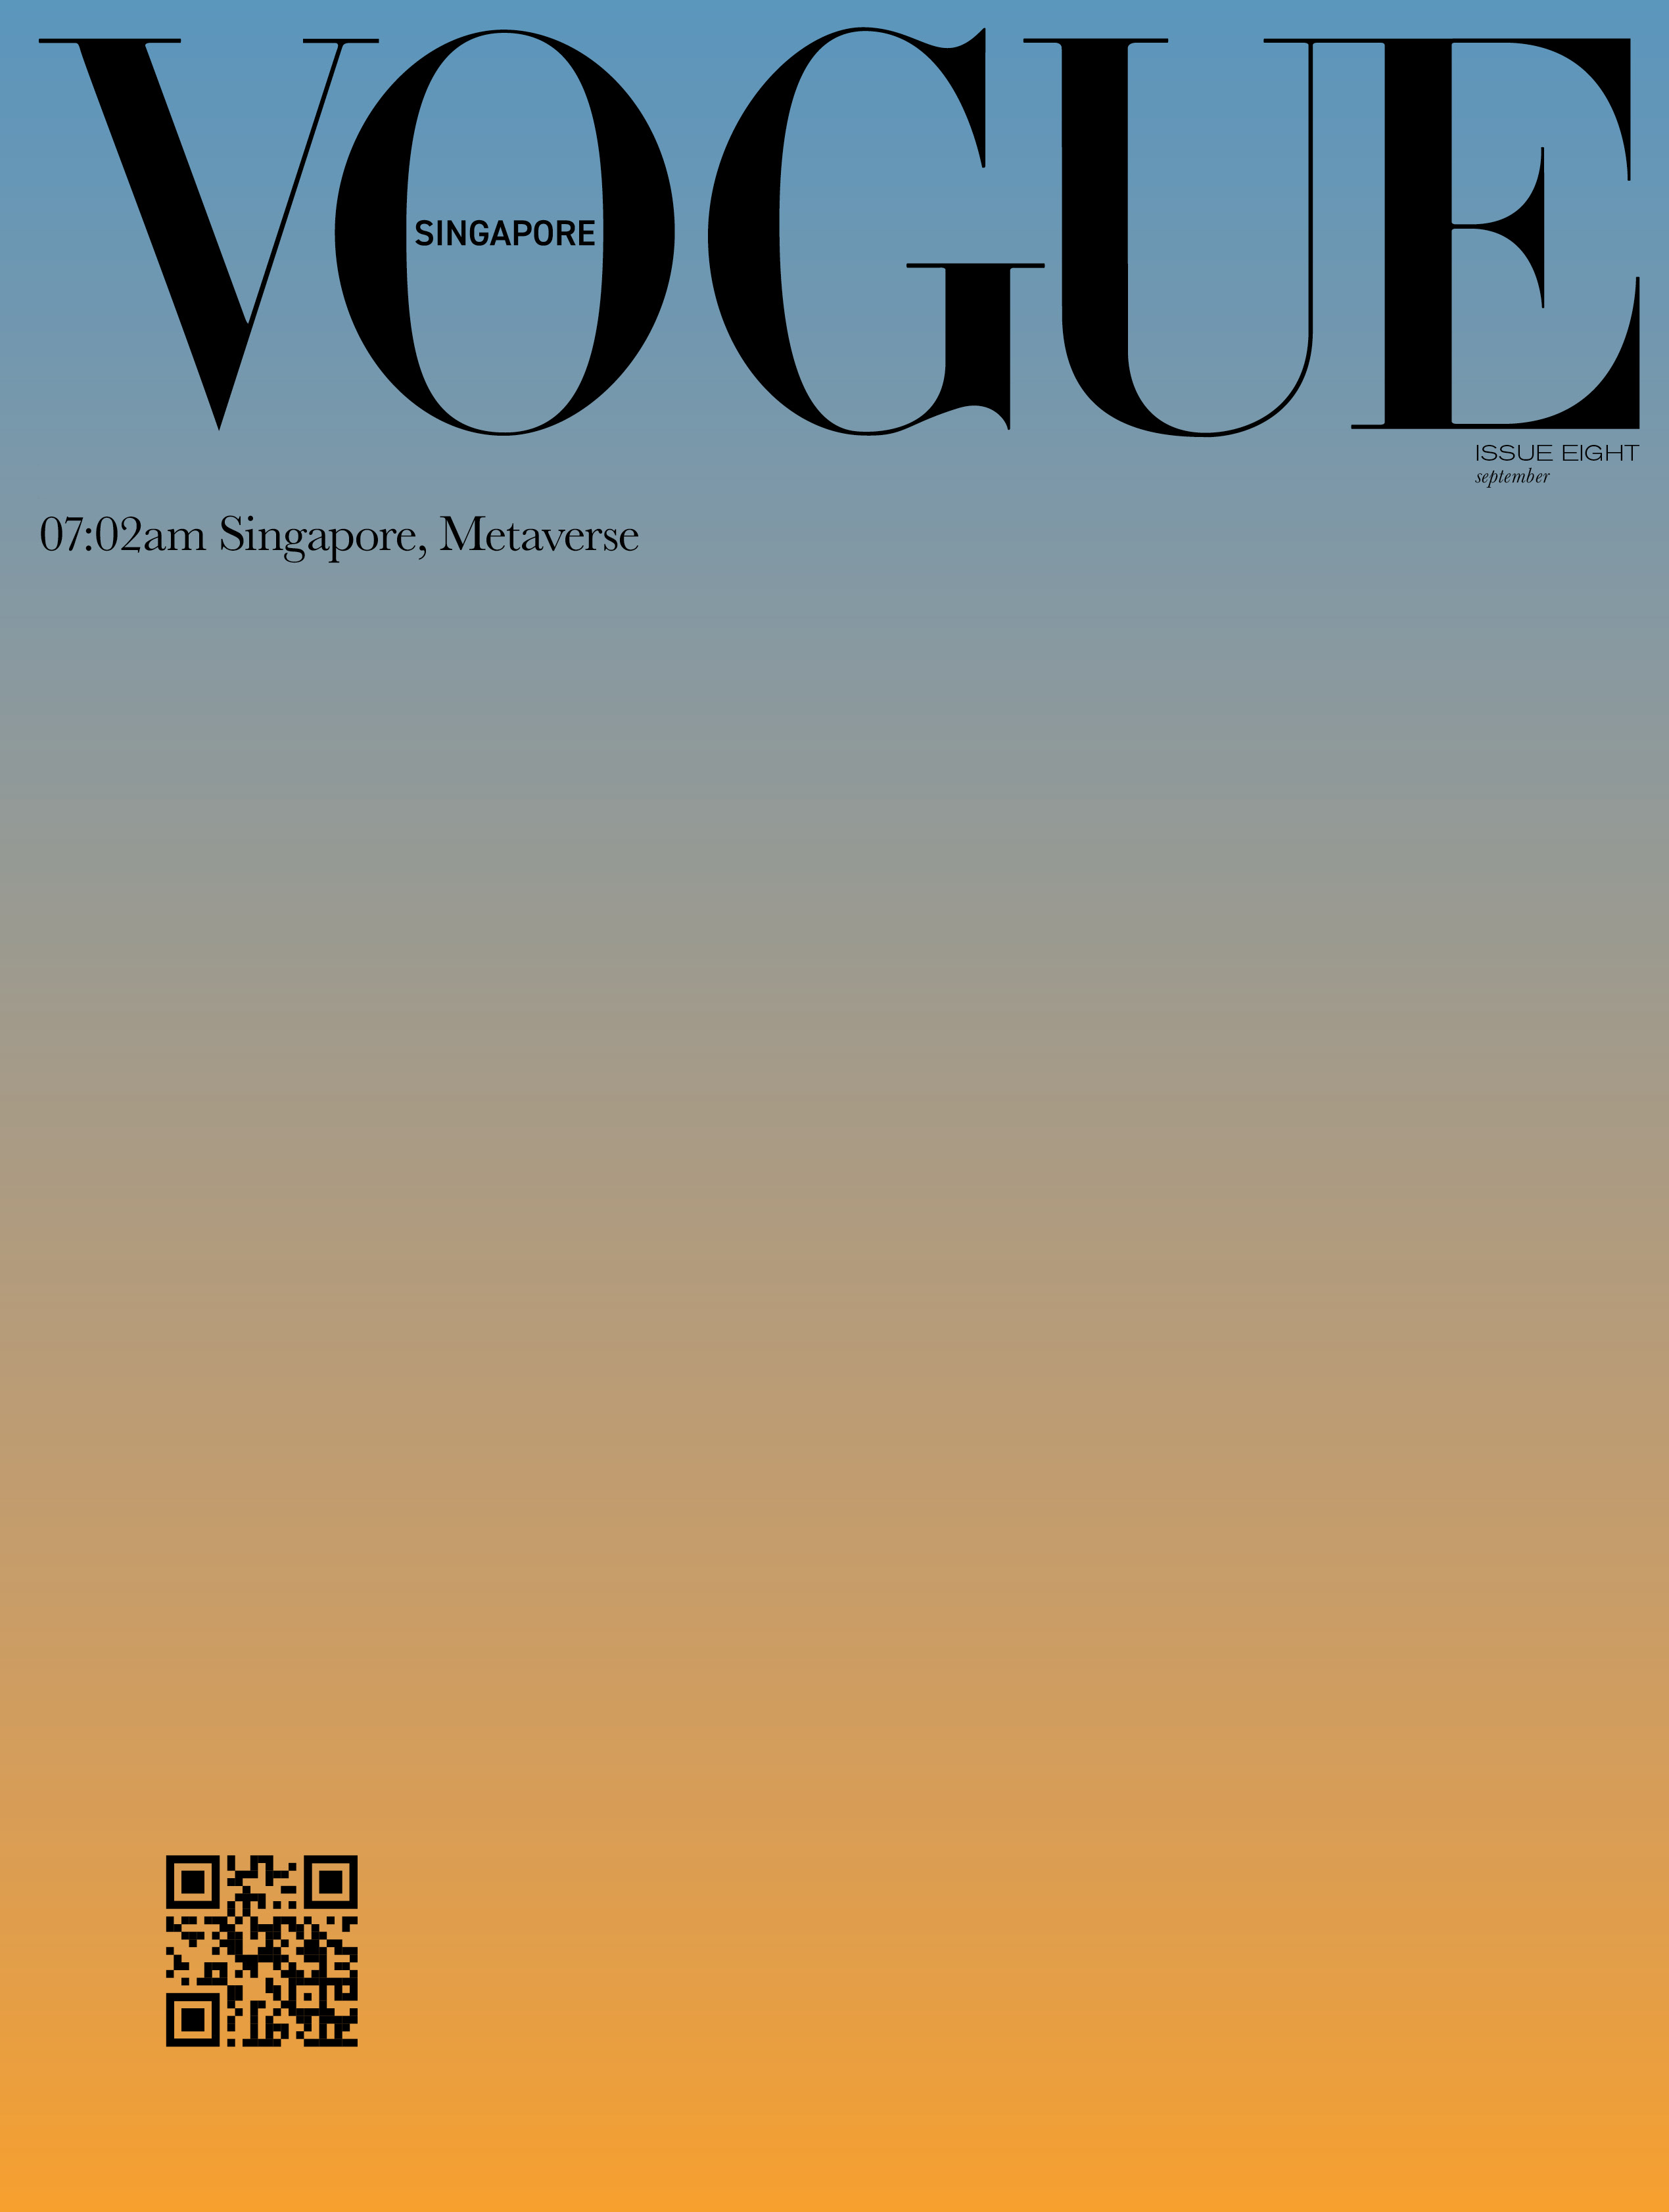 VOGUE
SINGAPORE
ISSUE EIGHT
september
07:02am Singapore, Metaverse